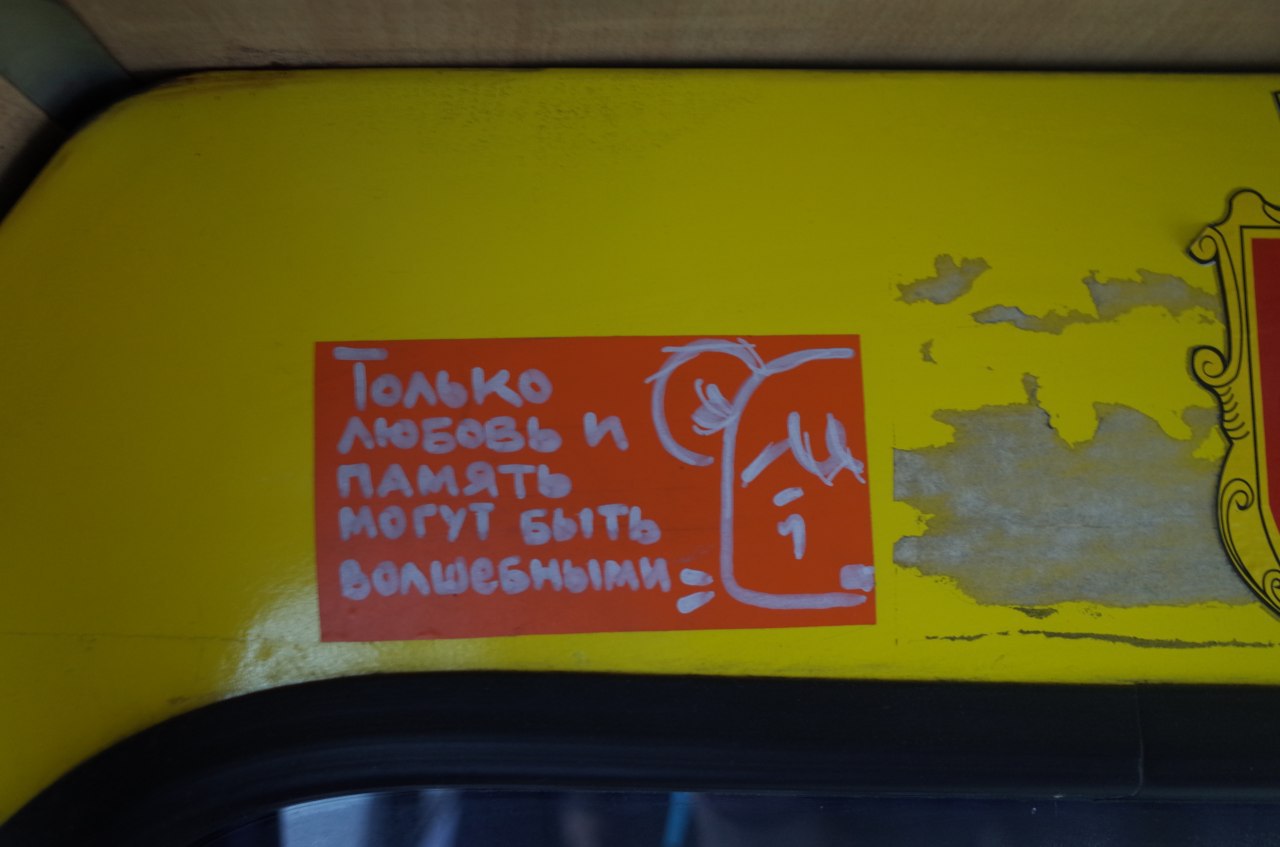 Только
любовь и
память
могут быть
волшебными